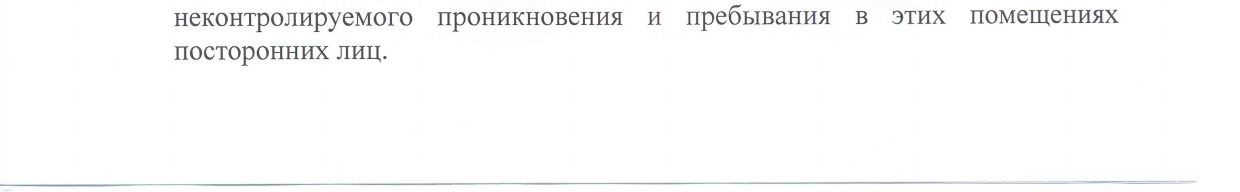 неконтролируемого проникновения и пребывания в этих помещениях
посторонних лиц.